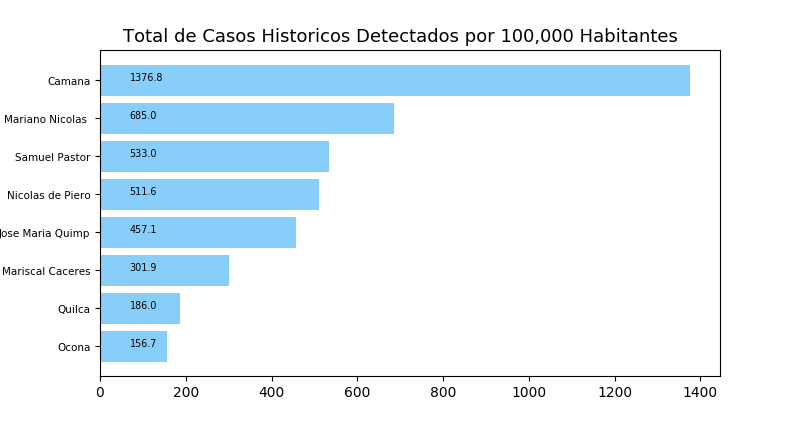 Total de Casos Historicos Detectados por 100,000 Habitantes
Camana 1376.8
Mariano Nicolas 685.0
Samuel Pastor 533.0
Nicolas de Piero 511.6
Jose Maria Quimp 457.1
Mariscal Caceres 301.9
Quilca 186.0
Ocona 156.7
0 200 400 600 800 1000 1200 1400